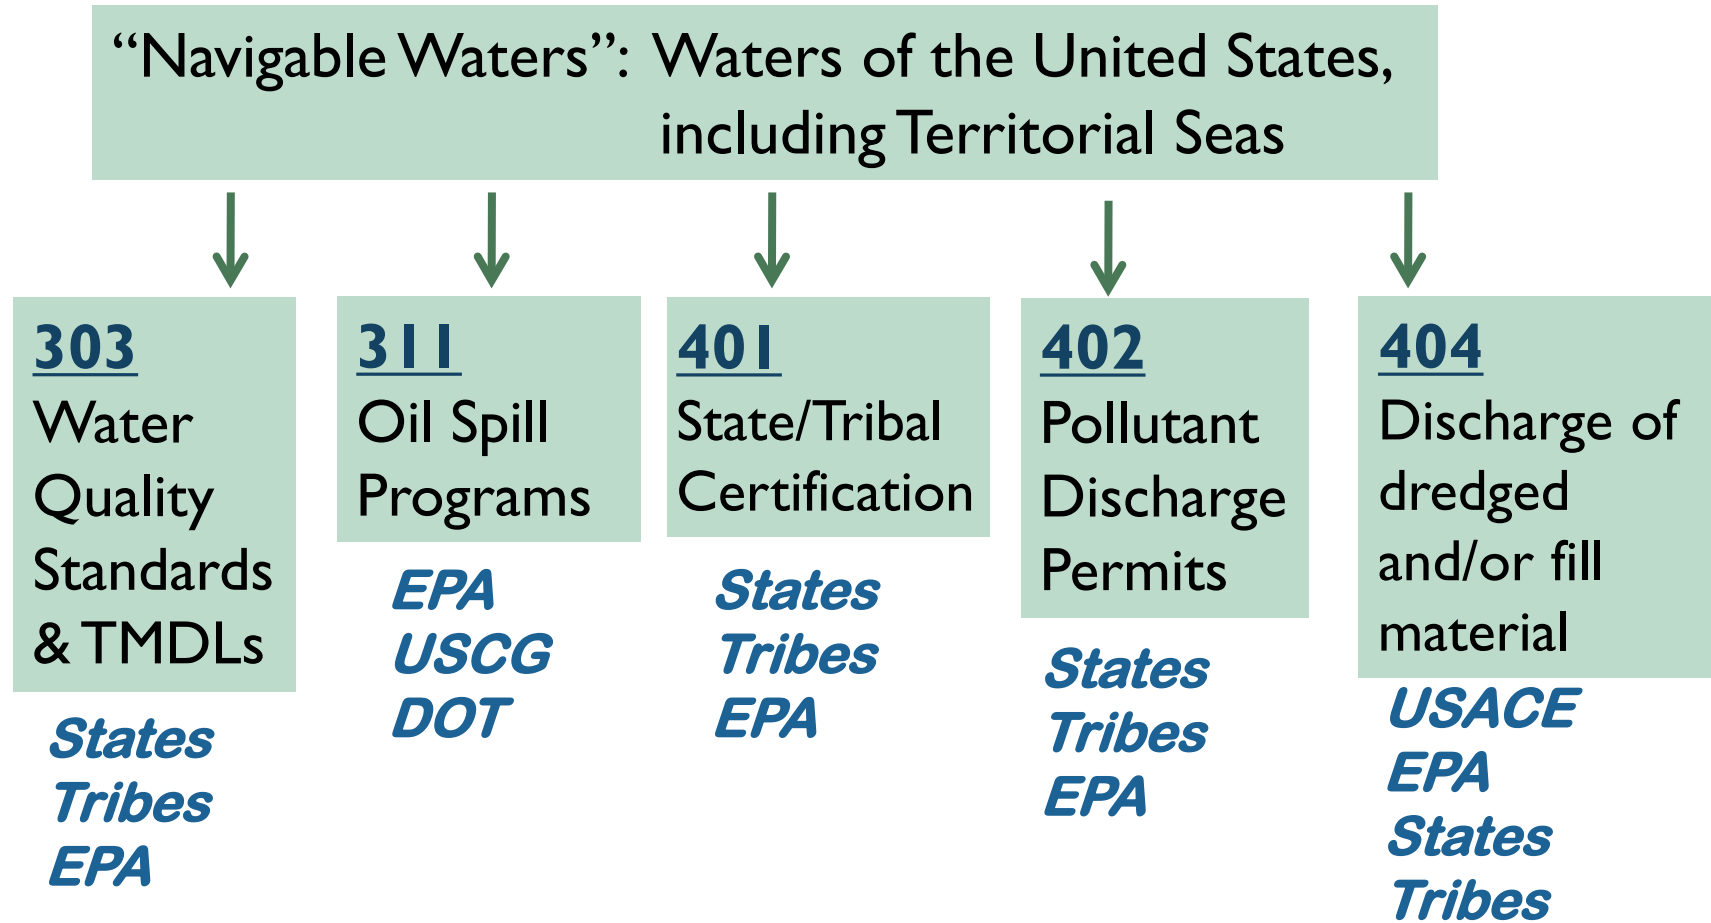 “Navigable Waters”: Waters of the United States,
including Territorial Seas
303
Water
Quality
Standards
& TMDLs
States
Tribes
EPA
311
Oil Spill
Programs
EPA
USCG
DOT
401
State/Tribal
Certification
States
Tribes
EPA
402
Pollutant
Discharge
Permits
States
Tribes
EPA
404
Discharge of
dredged
and/or fill
material
USACE
EPA
States
Tribes